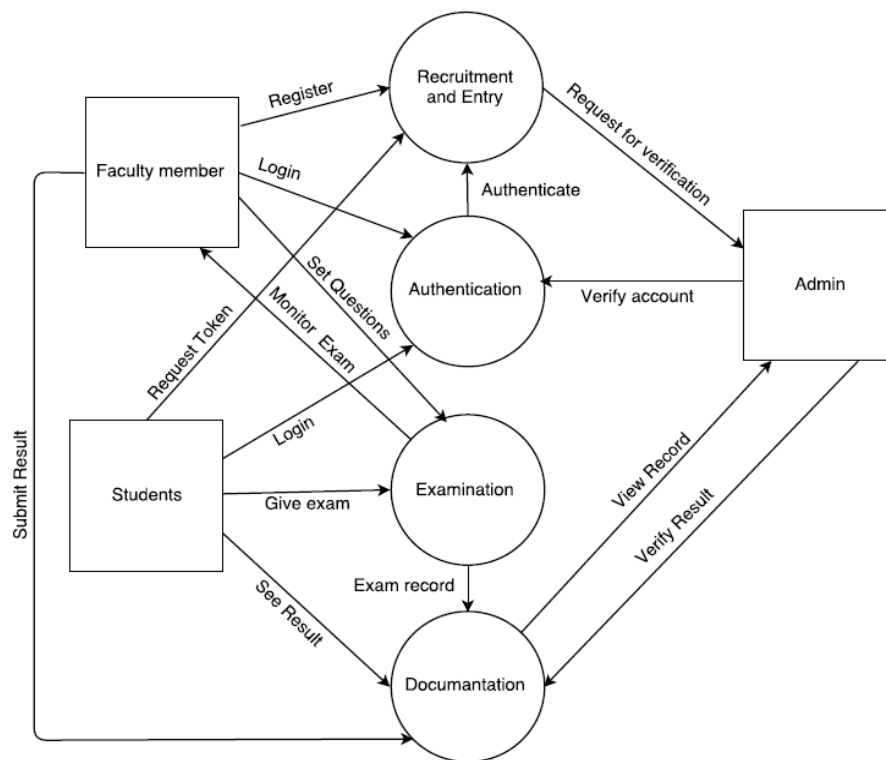 Recruitment
and Entry
Register
Request for verification
Faculty member
Login
Authenticate
Set Questions
Authentication
Verify account
Admin
Monitor Exam
Request Token
Login
Submit Result
Students
Give exam
Examination
View Record
Verify Result
Exam record
See Result
Documantation